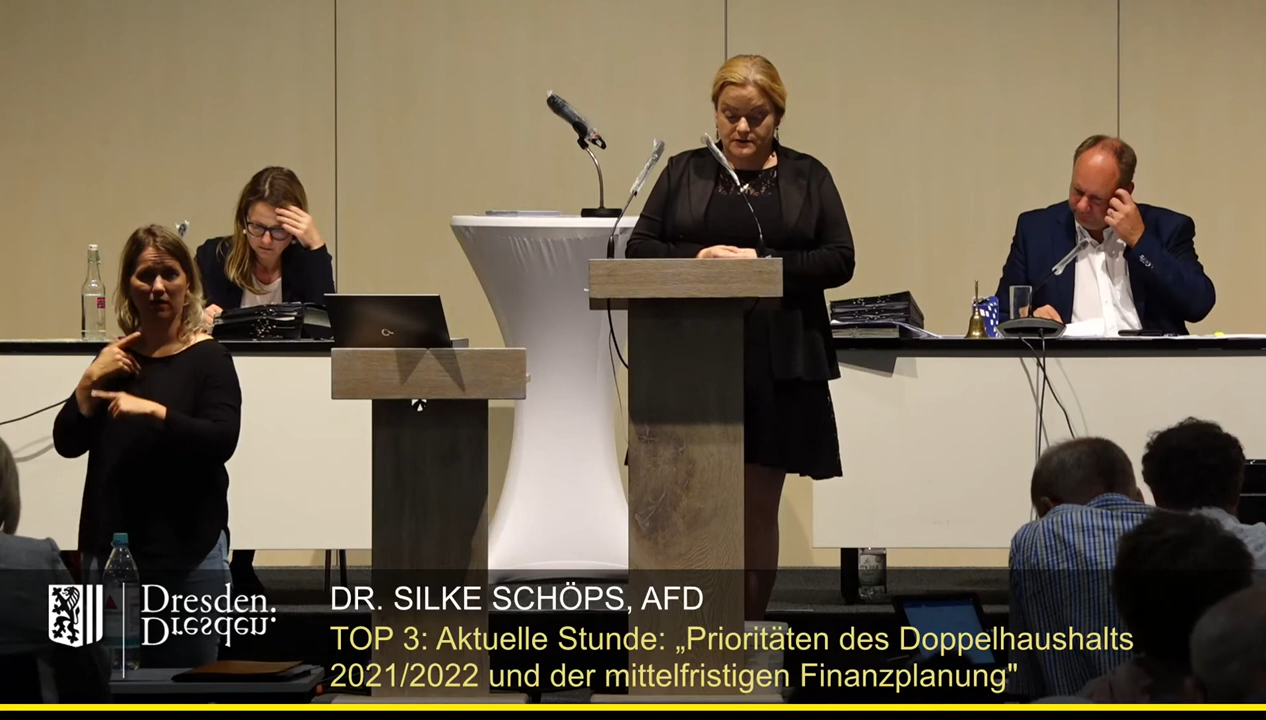 Dresden.
Dresden.
DR. SILKE SCHÖPS, AFD
TOP 3: Aktuelle Stunde: „Prioritäten des Doppelhaushalts
2021/2022 und der mittelfristigen Finanzplanung"